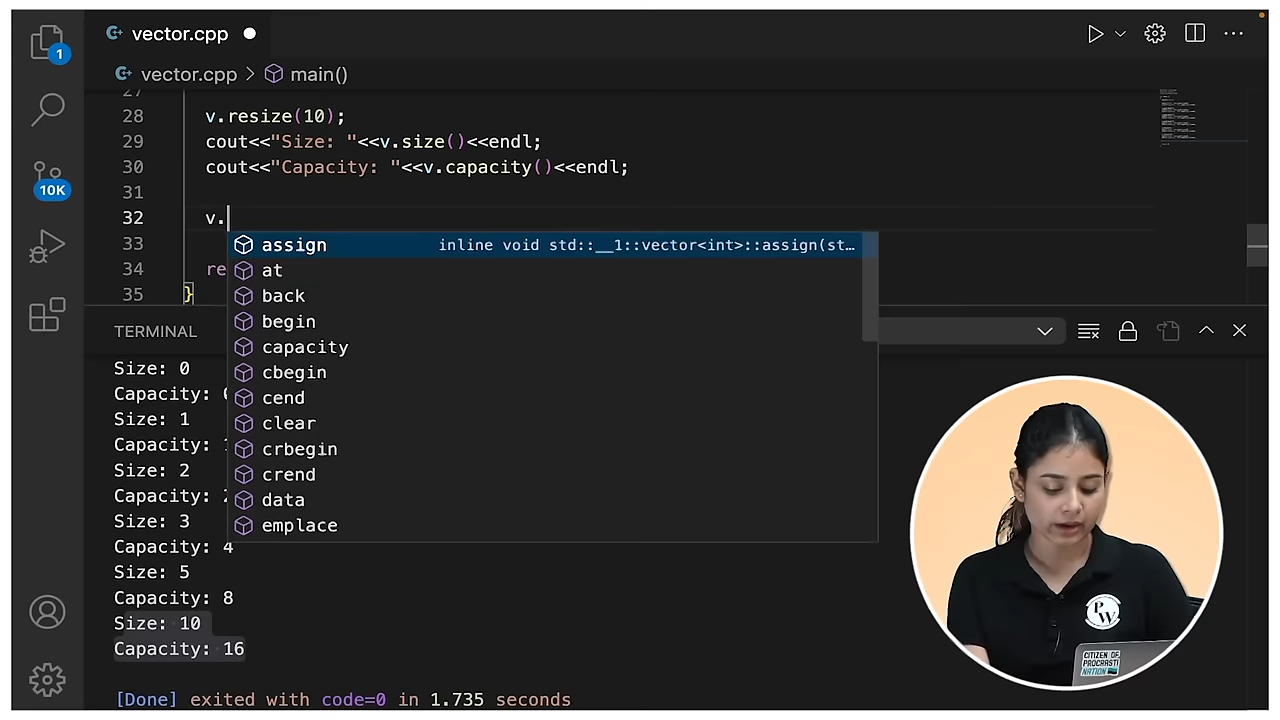 1
10K
vector.cpp
vector.cpp > main()
27
28 v.resize(10);
29 cout<<"Size: "<<v.size()<<endl;
30 cout<<"Capacity: "<<v.capacity()<<endl;
31
32 v.
33
34 re
35 }
assign inline void std::__1::vector<int>::assign(st…
at
back
begin
capacity
cbegin
cend
clear
crbegin
crend
data
emplace
TERMINAL
Size: 0
Capacity:
Size: 1
Capacity:
Size: 2
Capacity:
Size: 3
Capacity: 4
Size: 5
Capacity: 8
Size: 10
Capacity: 16
[Done] exited with code=0 in 1.735 seconds
PW
CITIZEN OF
PROCRASTI
NATION